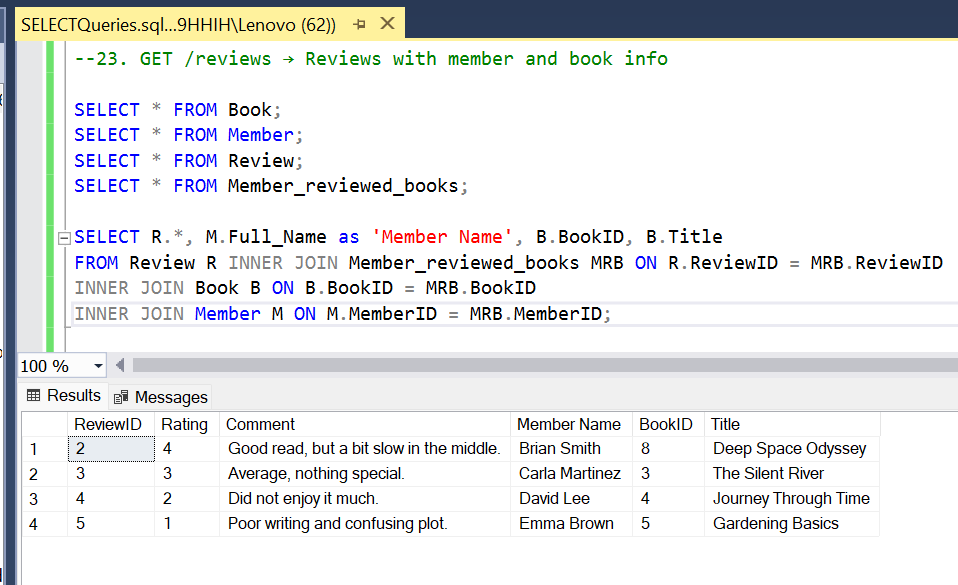 SELECTQueries.sql...9HHIH\Lenovo (62))
--23. GET /reviews → Reviews with member and book info
SELECT * FROM Book;
SELECT * FROM Member;
SELECT * FROM Review;
SELECT * FROM Member_reviewed_books;
SELECT R.*, M.Full_Name as 'Member Name', B.BookID, B.Title
FROM Review R INNER JOIN Member_reviewed_books MRB ON R.ReviewID = MRB.ReviewID
INNER JOIN Book B ON B.BookID = MRB.BookID
INNER JOIN Member M ON M.MemberID = MRB.MemberID;
100 %
Results Messages
ReviewID Rating Comment Member Name BookID Title
1 2 4 Good read, but a bit slow in the middle. Brian Smith 8 Deep Space Odyssey
2 3 3 Average, nothing special. Carla Martinez 3 The Silent River
3 4 2 Did not enjoy it much. David Lee 4 Journey Through Time
4 5 1 Poor writing and confusing plot. Emma Brown 5 Gardening Basics